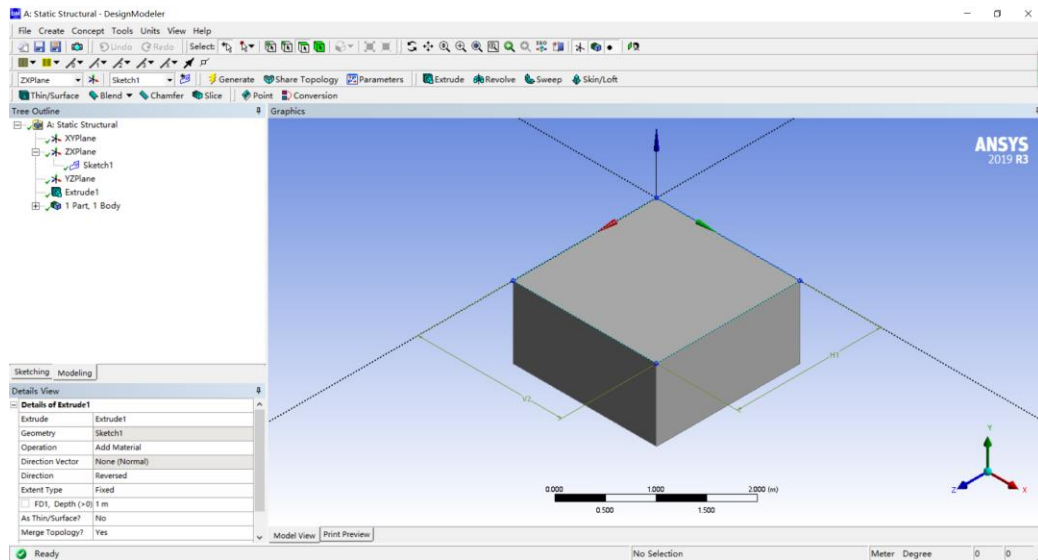 A: Static Structural - DesignModeler
File Create Concept Tools Units View Help
Undo Redo Select:
ZXPlane Sketch1 Generate Share Topology Parameters Extrude Revolve Sweep Skin/Loft
Thin/Surface Blend Chamfer Slice Point Conversion
Tree Outline
A: Static Structural
XYPlane
ZXPlane
Sketch1
YZPlane
Extrude1
1 Part, 1 Body
Sketching Modeling
Details View
Details of Extrude1
Extrude Extrude1
Geometry Sketch1
Operation Add Material
Direction Vector None (Normal)
Direction Reversed
Extent Type Fixed
FD1, Depth (>0) 1 m
As Thin/Surface? No
Merge Topology? Yes
Graphics
ANSYS
2019 R3
V2
H1
0.000 1.000 2.000 (m)
0.500 1.500
Y
Z X
Model View Print Preview
Ready No Selection Meter Degree 0 0